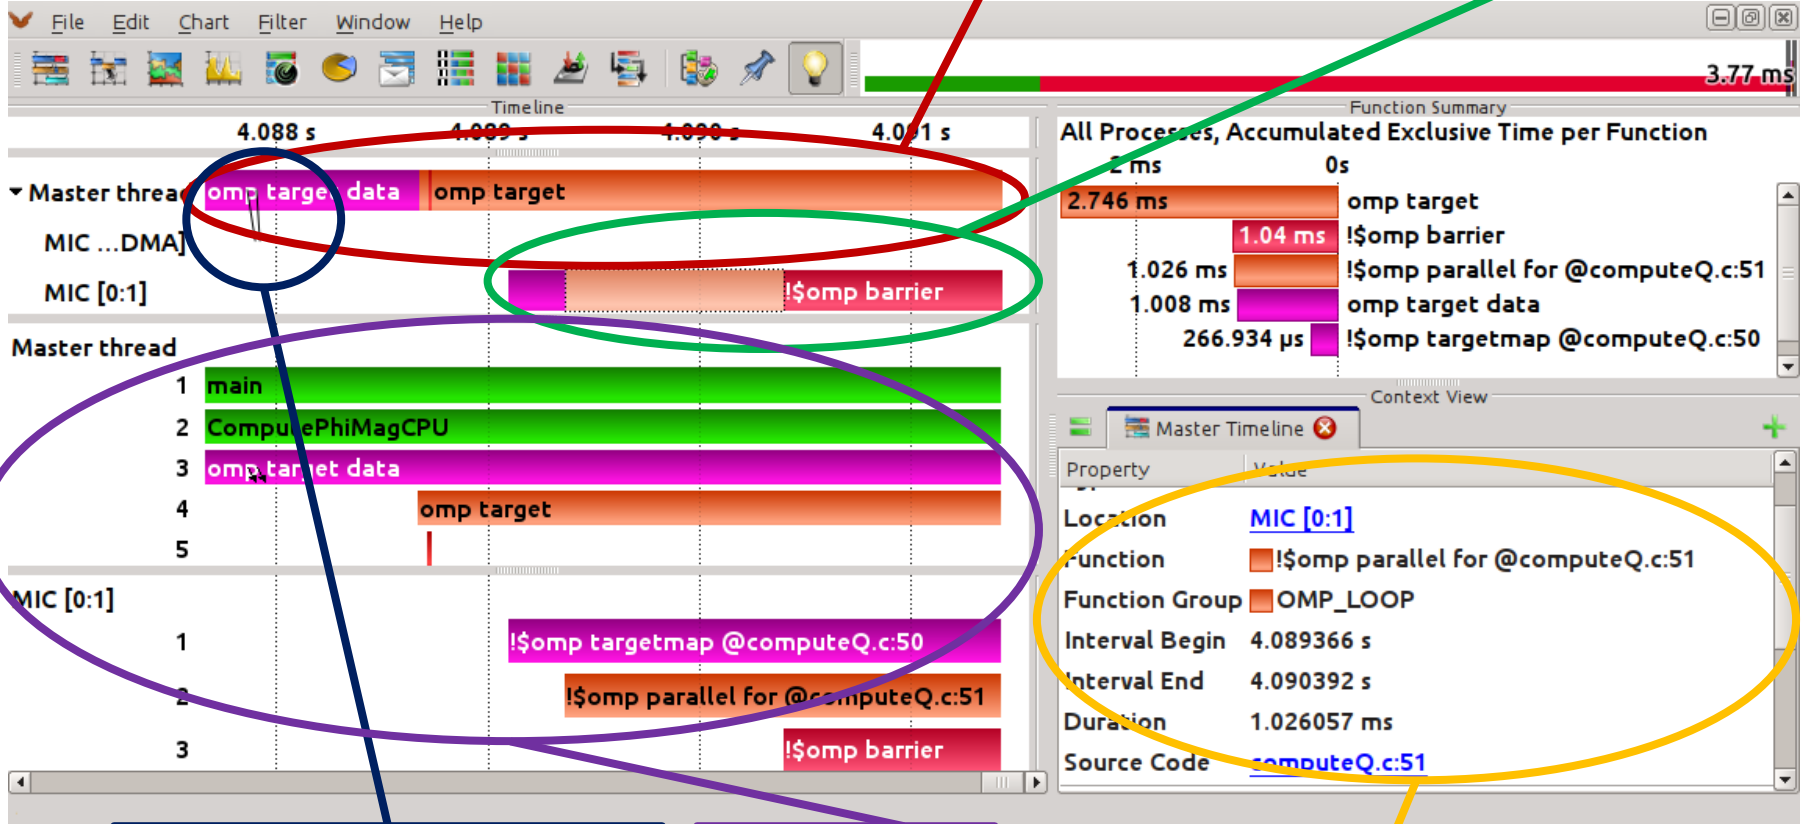 File Edit Chart Filter Window Help
3.77 ms
Timeline
4.088 s 4.089 s 4.090 s 4.091 s
Master thread omp target data omp target
MIC ...DMA]
MIC [0:1] !$omp barrier
Master thread
1 main
2 ComputePhiMagCPU
3 omp target data
4 omp target
5
MIC [0:1]
1 !$omp targetmap @computeQ.c:50
2 !$omp parallel for @computeQ.c:51
3 !$omp barrier
Function Summary
All Processes, Accumulated Exclusive Time per Function
2 ms 0s
2.746 ms omp target
1.04 ms !$omp barrier
1.026 ms !$omp parallel for @computeQ.c:51
1.008 ms omp target data
266.934 µs !$omp targetmap @computeQ.c:50
Context View
Master Timeline
Property Value
Location MIC [0:1]
Function !$omp parallel for @computeQ.c:51
Function Group OMP_LOOP
Interval Begin 4.089366 s
Interval End 4.090392 s
Duration 1.026057 ms
Source Code computeQ.c:51